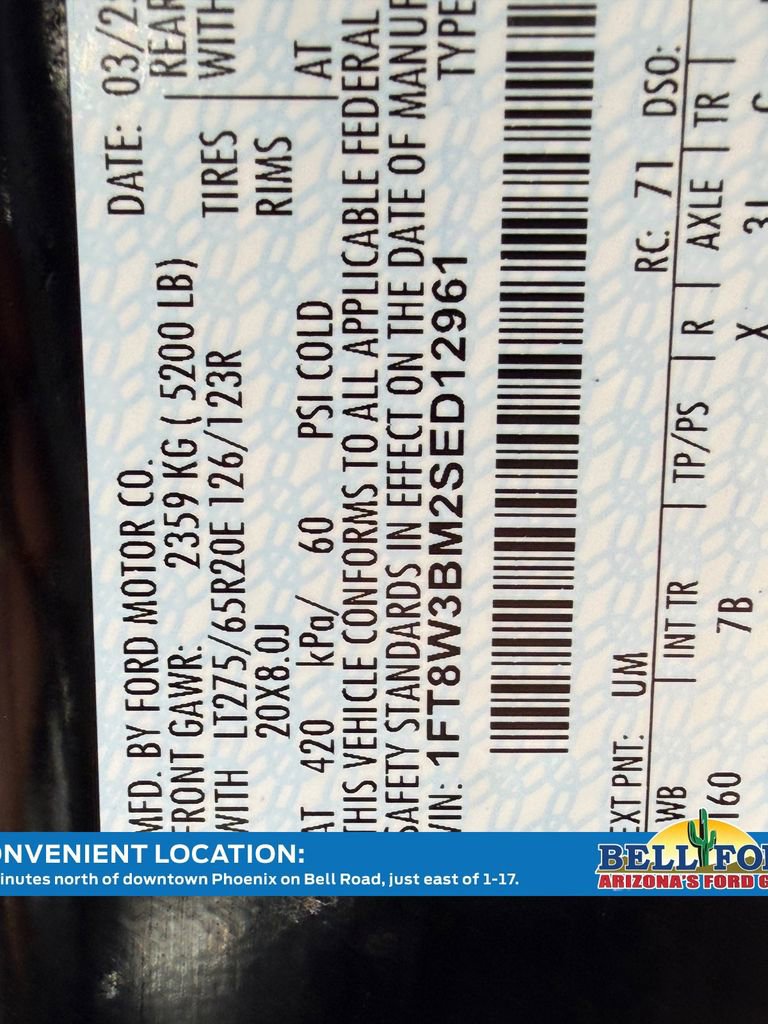 MFD. BY FORD MOTOR CO. DATE: 03/2
FRONT GAWR: 2359 KG ( 5200 LB) REAR
WITH LT275/65R20E 126/123R TIRES WITH
20X8.0J RIMS
AT 420 kPa/ 60 PSI COLD AT
THIS VEHICLE CONFORMS TO ALL APPLICABLE FEDERAL
SAFETY STANDARDS IN EFFECT ON THE DATE OF MANUF
VIN: 1FT8W3BM2SED12961 TYPE
EXT PNT: UM RC: 71 DSO:
WB INT TR TP/PS R AXLE TR
160 7B X 3L
ONVENIENT LOCATION:
inutes north of downtown Phoenix on Bell Road, just east of 1-17.
BELL FO
ARIZONA'S FORD G